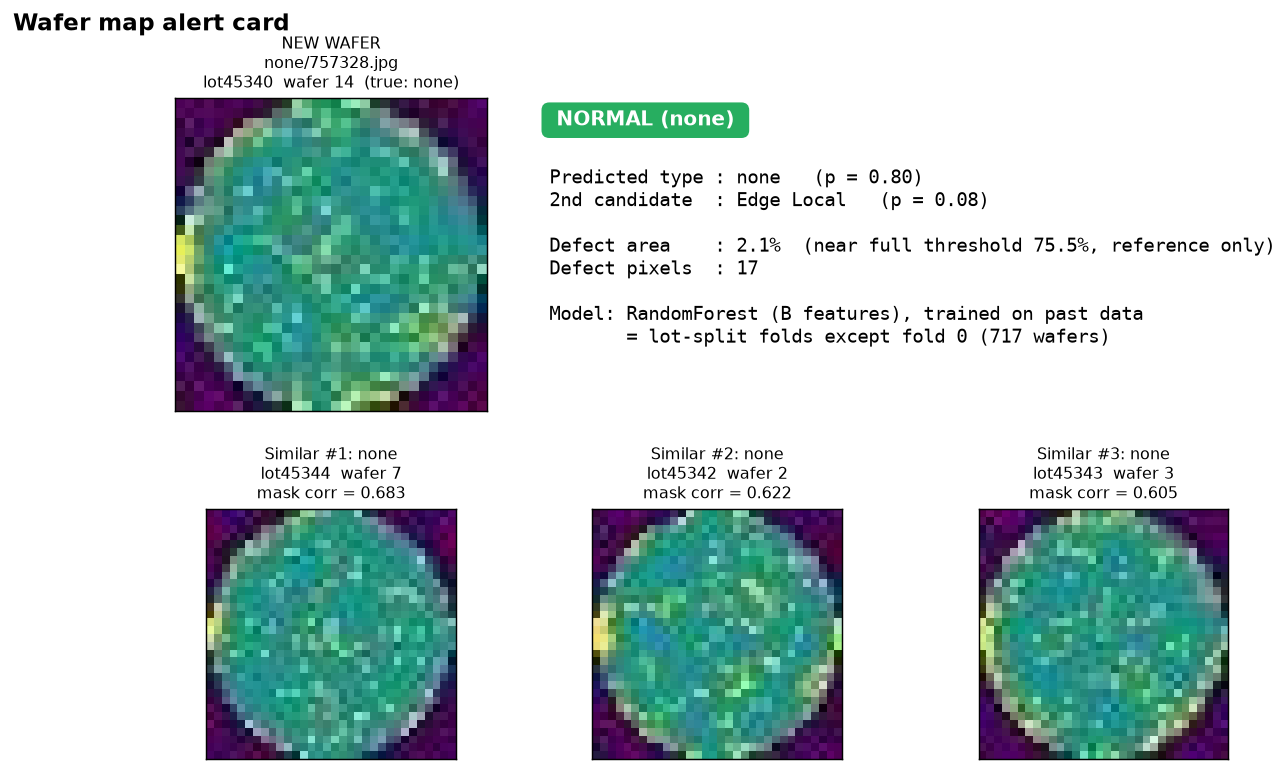 Wafer map alert card
NEW WAFER
none/757328.jpg
lot45340  wafer 14  (true: none)
NORMAL (none)
Predicted type : none   (p = 0.80)
2nd candidate  : Edge Local   (p = 0.08)
Defect area    : 2.1%  (near full threshold 75.5%, reference only)
Defect pixels  : 17
Model: RandomForest (B features), trained on past data
= lot-split folds except fold 0 (717 wafers)
Similar #1: none
lot45344  wafer 7
mask corr = 0.683
Similar #2: none
lot45342  wafer 2
mask corr = 0.622
Similar #3: none
lot45343  wafer 3
mask corr = 0.605